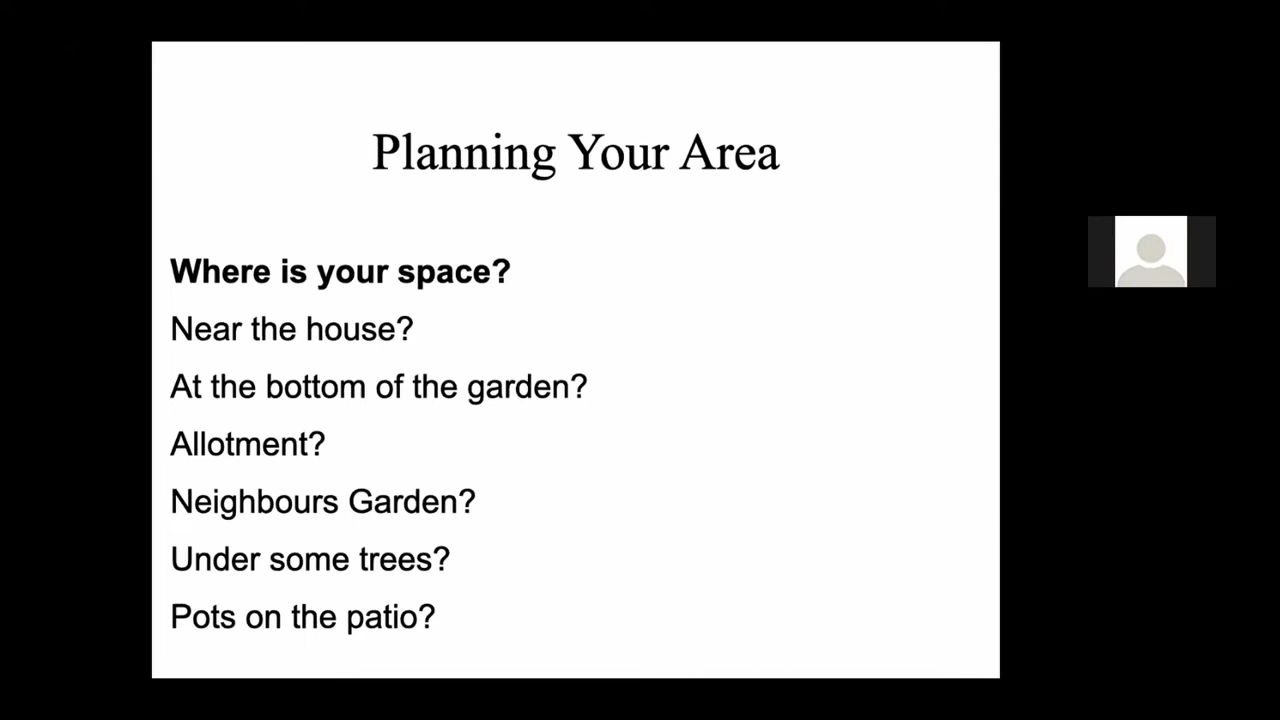 Planning Your Area
Where is your space?
Near the house?
At the bottom of the garden?
Allotment?
Neighbours Garden?
Under some trees?
Pots on the patio?